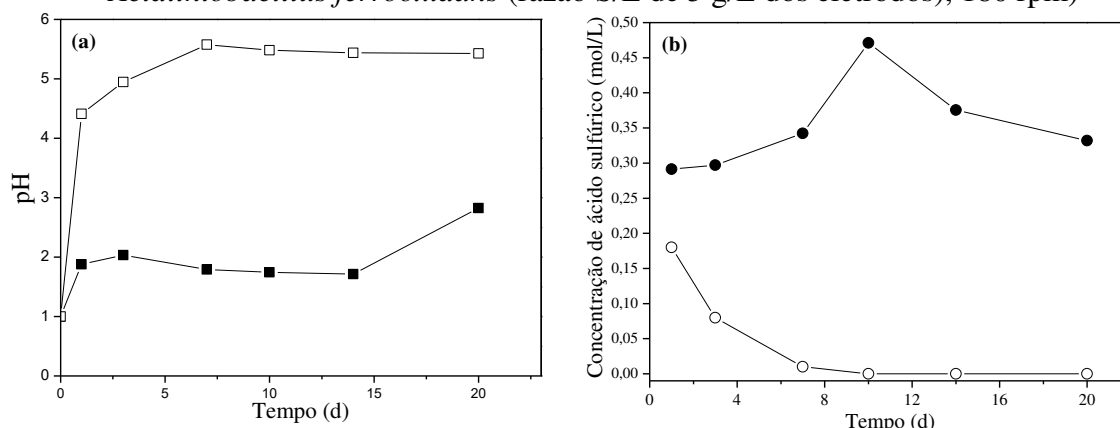 Acidithiobacillus ferrooxidans (razão S/L de 5 g/L dos eletrodos), 180 rpm)
(a)
pH
6
5
4
3
2
1
0
0 5 10 15 20
Tempo (d)
(b)
Concentração de ácido sulfúrico (mol/L)
0,50
0,45
0,40
0,35
0,30
0,25
0,20
0,15
0,10
0,05
0,00
0 4 8 12 16 20
Tempo (d)